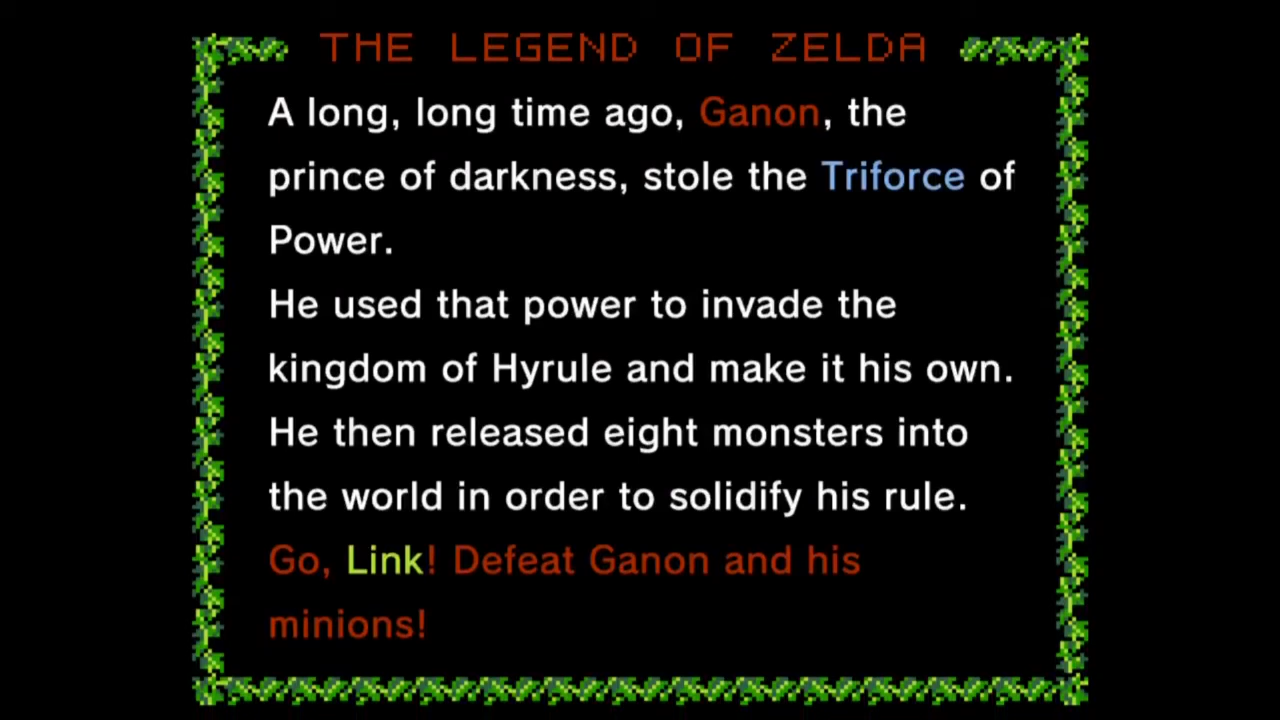 THE LEGEND OF ZELDA
A long, long time ago, Ganon, the
prince of darkness, stole the Triforce of
Power.
He used that power to invade the
kingdom of Hyrule and make it his own.
He then released eight monsters into
the world in order to solidify his rule.
Go, Link! Defeat Ganon and his
minions!